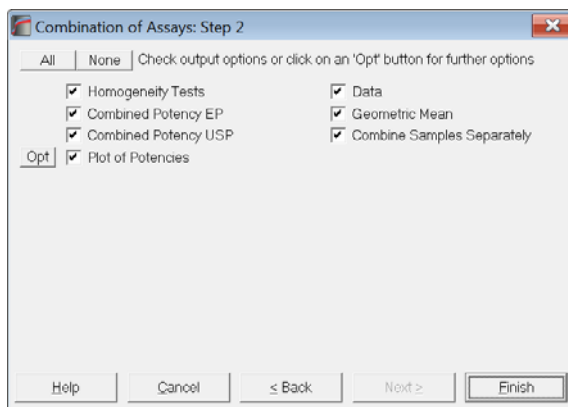 Combination of Assays: Step 2
All None Check output options or click on an 'Opt' button for further options
Homogeneity Tests Data
Combined Potency EP Geometric Mean
Combined Potency USP Combine Samples Separately
Opt Plot of Potencies
Help Cancel < Back Next > Finish